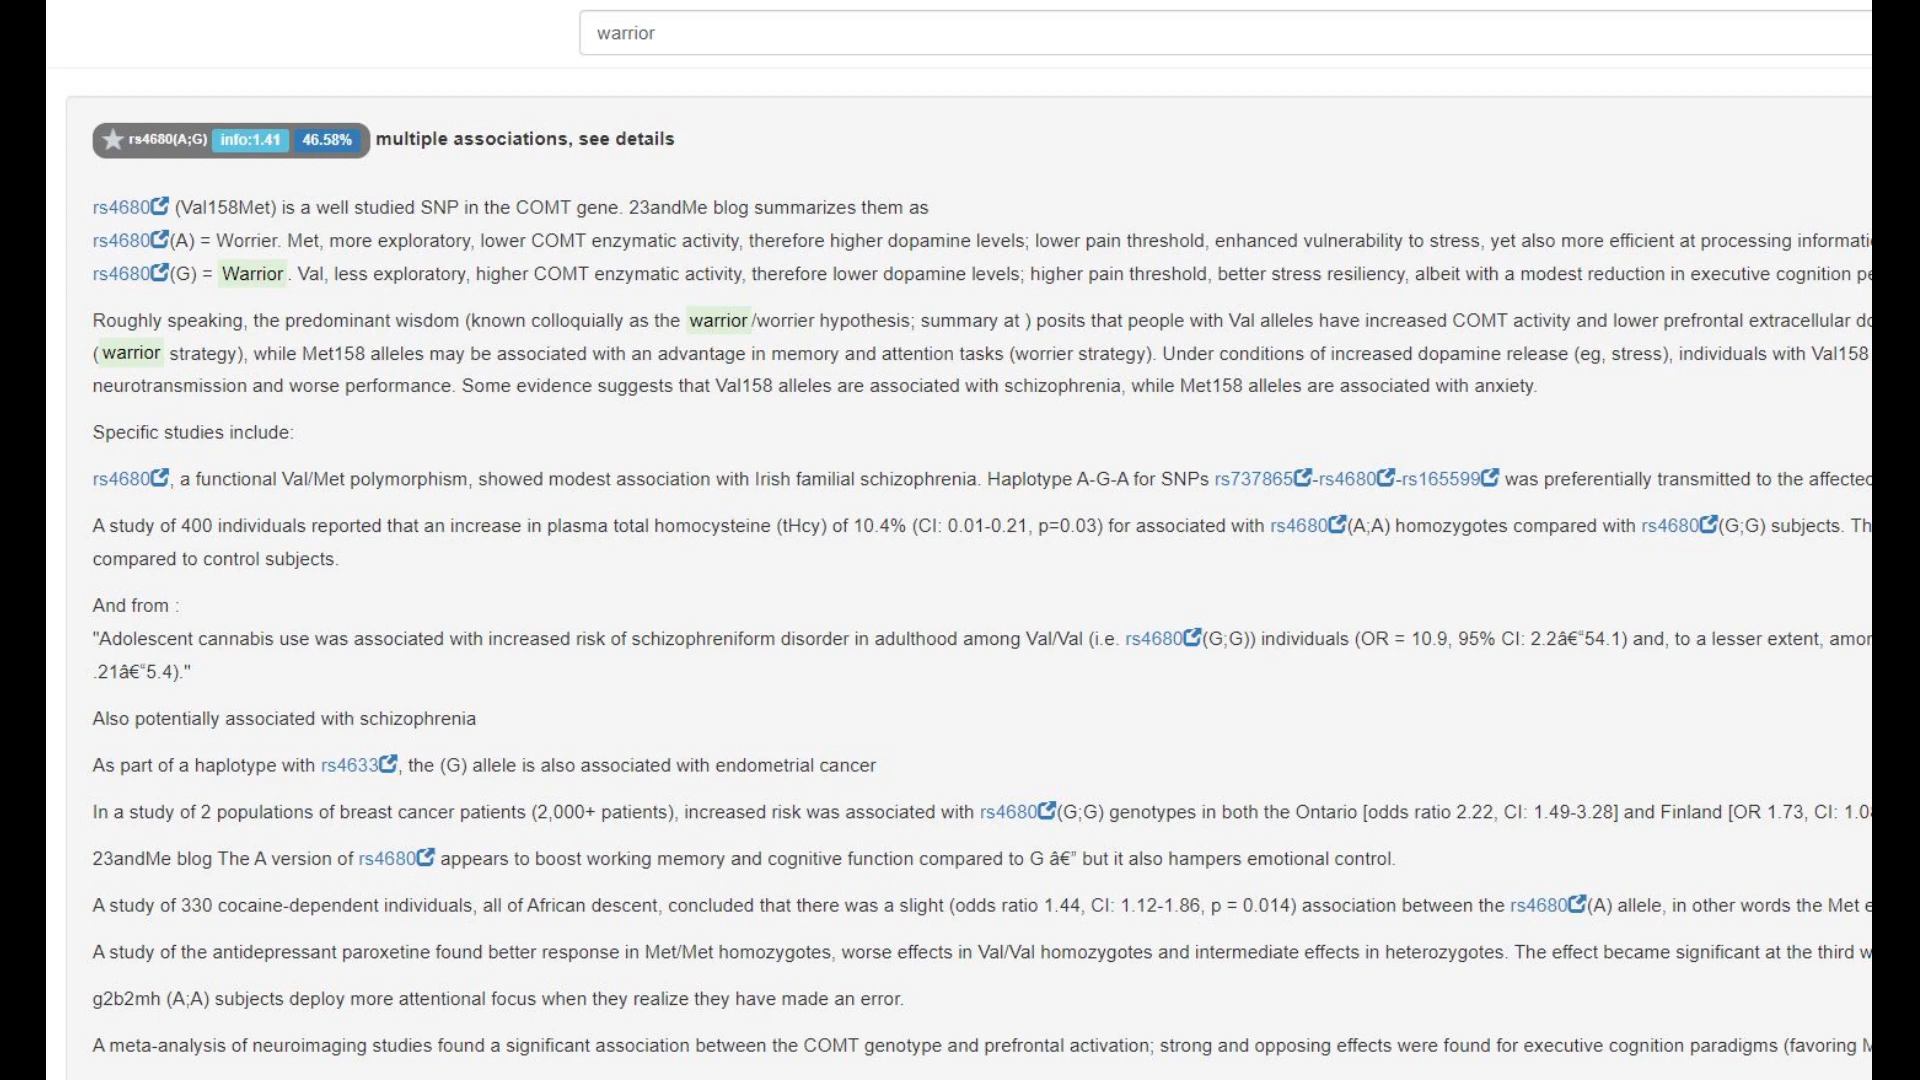 warrior
rs4680(A;G) info:1.41 46.58% multiple associations, see details
rs4680 (Val158Met) is a well studied SNP in the COMT gene. 23andMe blog summarizes them as
rs4680(A) = Worrier. Met, more exploratory, lower COMT enzymatic activity, therefore higher dopamine levels; lower pain threshold, enhanced vulnerability to stress, yet also more efficient at processing informati
rs4680(G) = Warrior. Val, less exploratory, higher COMT enzymatic activity, therefore lower dopamine levels; higher pain threshold, better stress resiliency, albeit with a modest reduction in executive cognition pe
Roughly speaking, the predominant wisdom (known colloquially as the warrior/worrier hypothesis; summary at ) posits that people with Val alleles have increased COMT activity and lower prefrontal extracellular do
(warrior strategy), while Met158 alleles may be associated with an advantage in memory and attention tasks (worrier strategy). Under conditions of increased dopamine release (eg, stress), individuals with Val158
neurotransmission and worse performance. Some evidence suggests that Val158 alleles are associated with schizophrenia, while Met158 alleles are associated with anxiety.
Specific studies include:
rs4680, a functional Val/Met polymorphism, showed modest association with Irish familial schizophrenia. Haplotype A-G-A for SNPs rs737865-rs4680-rs165599 was preferentially transmitted to the affected
A study of 400 individuals reported that an increase in plasma total homocysteine (tHcy) of 10.4% (CI: 0.01-0.21, p=0.03) for associated with rs4680(A;A) homozygotes compared with rs4680(G;G) subjects. Th
compared to control subjects.
And from :
"Adolescent cannabis use was associated with increased risk of schizophreniform disorder in adulthood among Val/Val (i.e. rs4680(G;G)) individuals (OR = 10.9, 95% CI: 2.2â€“54.1) and, to a lesser extent, amon
.21â€“5.4)."
Also potentially associated with schizophrenia
As part of a haplotype with rs4633, the (G) allele is also associated with endometrial cancer
In a study of 2 populations of breast cancer patients (2,000+ patients), increased risk was associated with rs4680(G;G) genotypes in both the Ontario [odds ratio 2.22, CI: 1.49-3.28] and Finland [OR 1.73, CI: 1.0
23andMe blog The A version of rs4680 appears to boost working memory and cognitive function compared to G â€” but it also hampers emotional control.
A study of 330 cocaine-dependent individuals, all of African descent, concluded that there was a slight (odds ratio 1.44, CI: 1.12-1.86, p = 0.014) association between the rs4680(A) allele, in other words the Met e
A study of the antidepressant paroxetine found better response in Met/Met homozygotes, worse effects in Val/Val homozygotes and intermediate effects in heterozygotes. The effect became significant at the third w
g2b2mh (A;A) subjects deploy more attentional focus when they realize they have made an error.
A meta-analysis of neuroimaging studies found a significant association between the COMT genotype and prefrontal activation; strong and opposing effects were found for executive cognition paradigms (favoring M